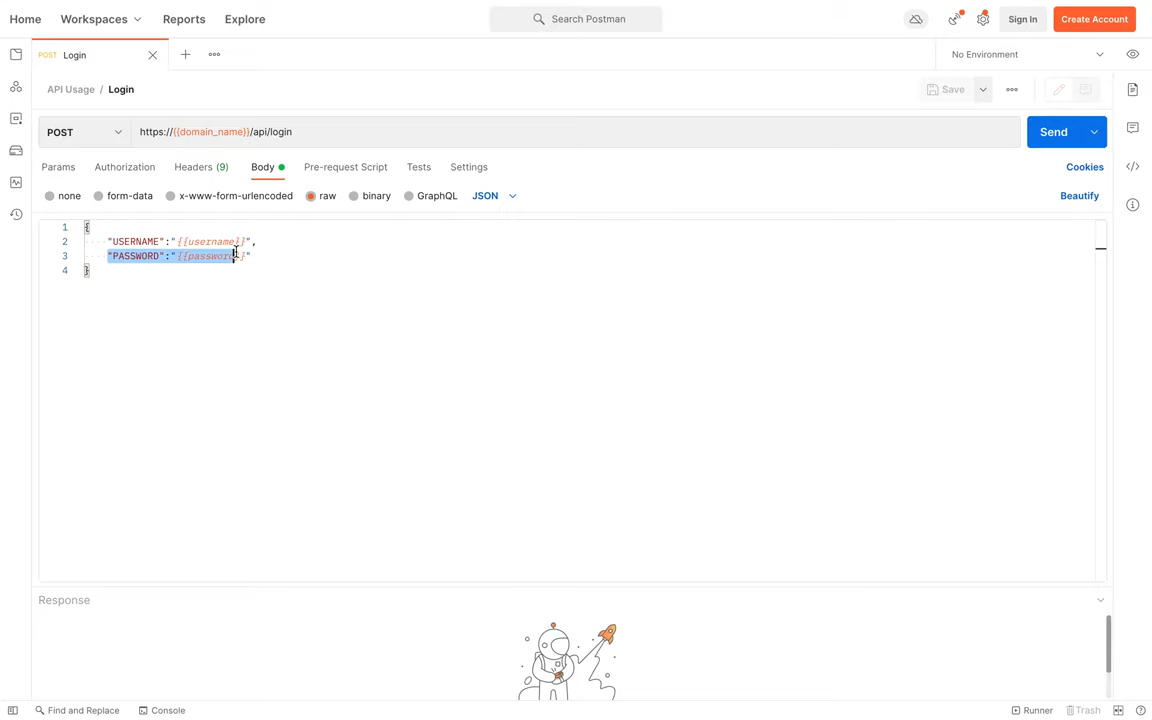 Home Workspaces Reports Explore Search Postman Sign In Create Account
POST Login No Environment
API Usage / Login Save
POST https://{{domain_name}}/api/login Send
Params Authorization Headers (9) Body Pre-request Script Tests Settings Cookies
none form-data x-www-form-urlencoded raw binary GraphQL JSON Beautify
1 {
2 "USERNAME":"{{username}}",
3 "PASSWORD":"{{password}}"
4 }
Response
Find and Replace Console Runner Trash